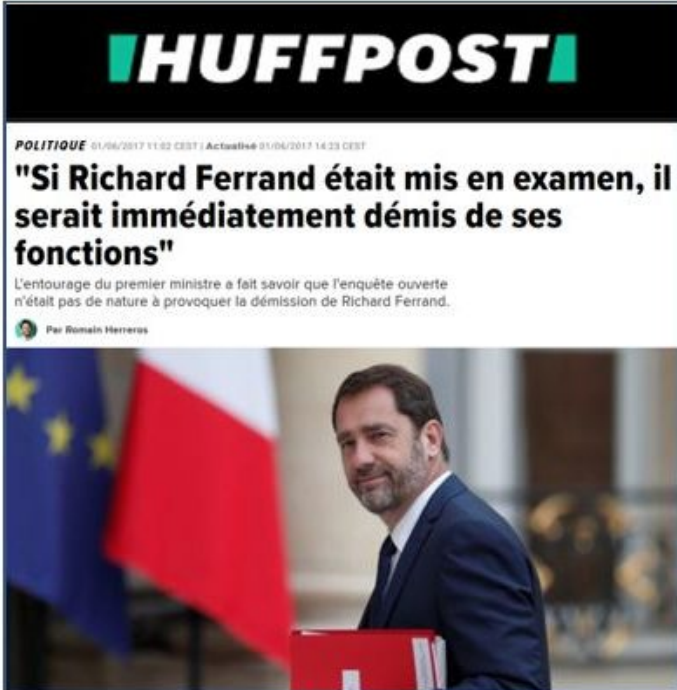 HUFFPOST
POLITIQUE 01/06/2017 11:02 CEST | Actualisé 01/06/2017 14:23 CEST
"Si Richard Ferrand était mis en examen, il
serait immédiatement démis de ses
fonctions"
L'entourage du premier ministre a fait savoir que l'enquête ouverte
n'était pas de nature à provoquer la démission de Richard Ferrand.
Par Romain Herreros